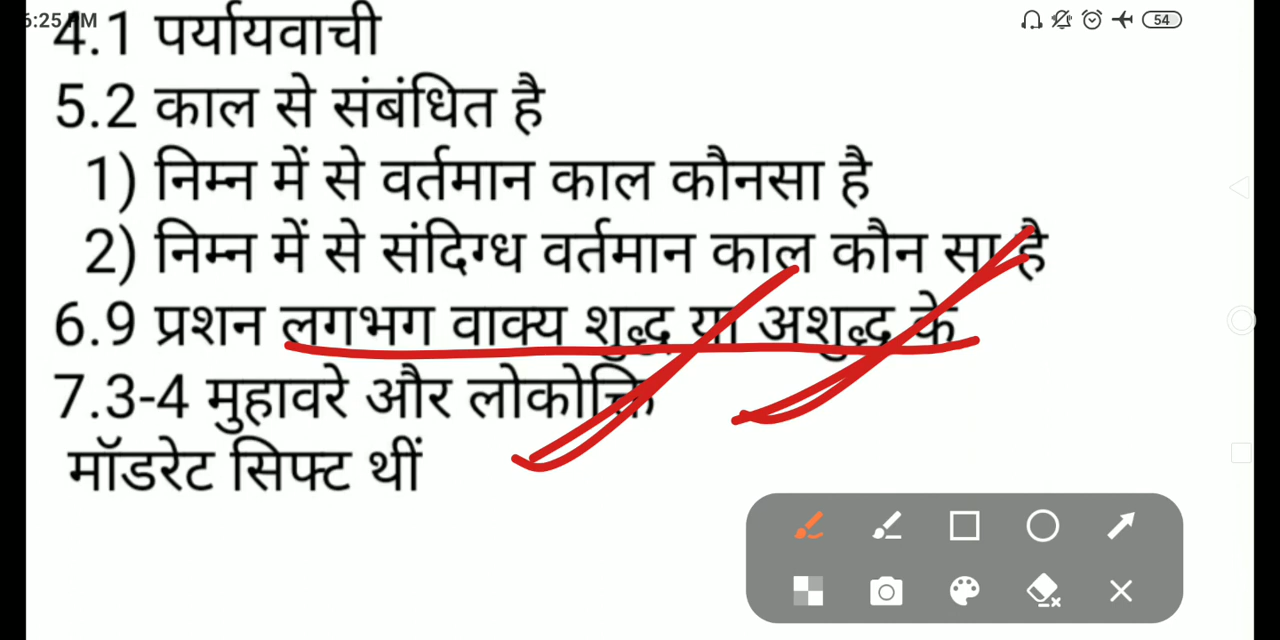 6:25 PM 54
4.1 पर्यायवाची
5.2 काल से संबंधित है
1) निम्न में से वर्तमान काल कौनसा है
2) निम्न में से संदिग्ध वर्तमान काल कौन सा है
6.9 प्रशन लगभग वाक्य शुद्ध या अशुद्ध के
7.3-4 मुहावरे और लोकोक्ति
मॉडरेट सिफ्ट थीं